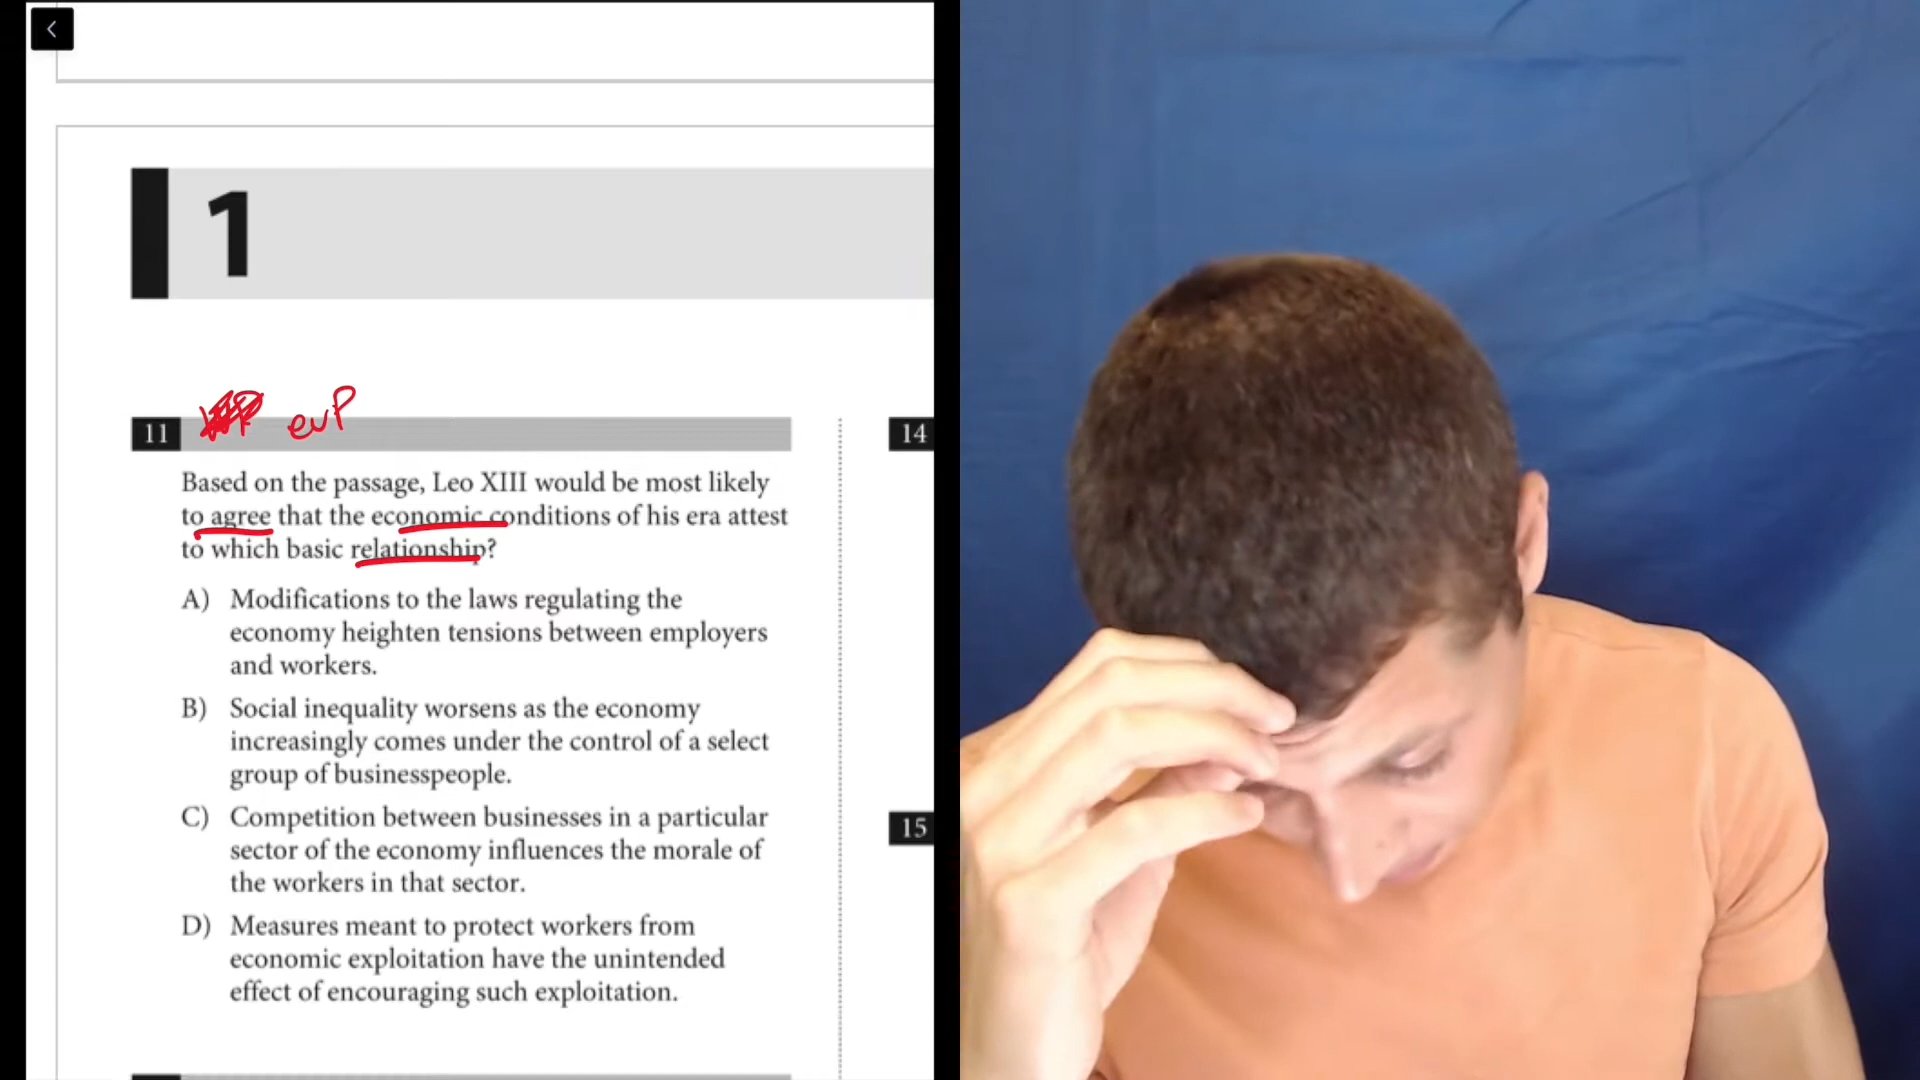 1
11
evP
Based on the passage, Leo XIII would be most likely
to agree that the economic conditions of his era attest
to which basic relationship?
A) Modifications to the laws regulating the
economy heighten tensions between employers
and workers.
B) Social inequality worsens as the economy
increasingly comes under the control of a select
group of businesspeople.
C) Competition between businesses in a particular
sector of the economy influences the morale of
the workers in that sector.
D) Measures meant to protect workers from
economic exploitation have the unintended
effect of encouraging such exploitation.
14
15